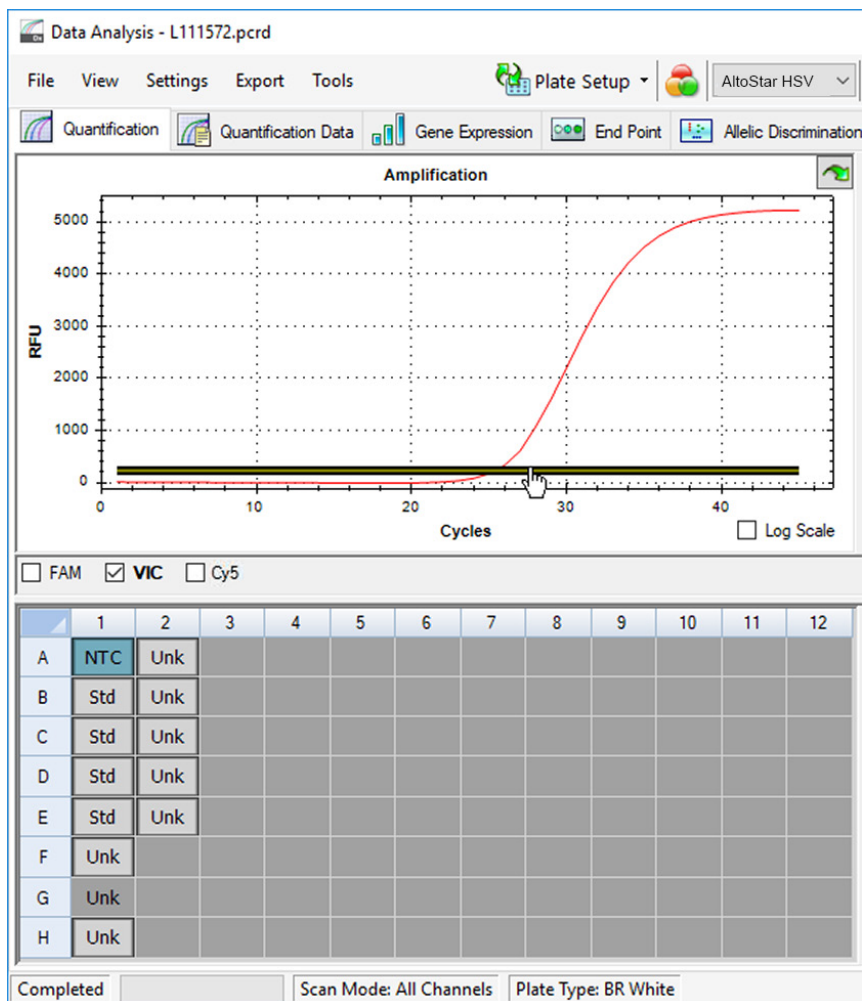 Data Analysis - L111572.pcrd
File View Settings Export Tools Plate Setup AltoStar HSV
Quantification Quantification Data Gene Expression End Point Allelic Discrimination
Amplification
5000
4000
3000
2000
1000
0
RFU
0 10 20 30 40
Cycles
Log Scale
FAM VIC Cy5
1 2 3 4 5 6 7 8 9 10 11 12
A NTC Unk
B Std Unk
C Std Unk
D Std Unk
E Std Unk
F Unk
G Unk
H Unk
Completed Scan Mode: All Channels Plate Type: BR White